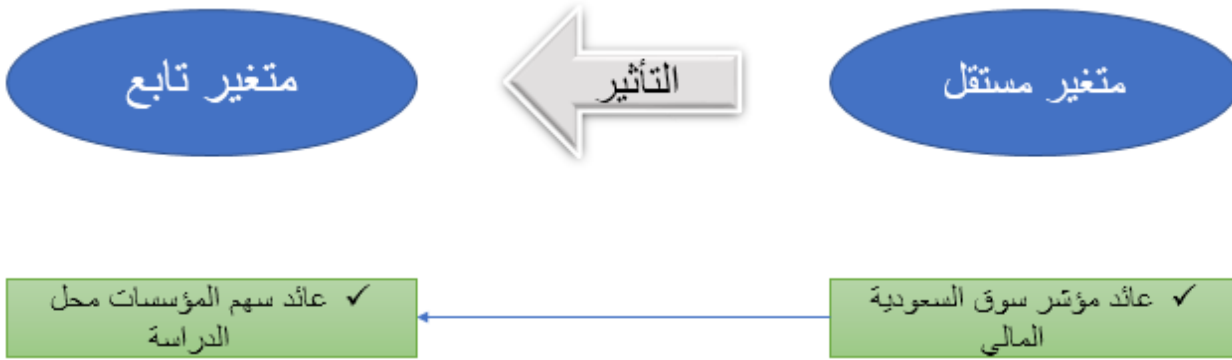 متغير مستقل
التأثير
متغير تابع
✓ عائد مؤشر سوق السعودية
المالي
✓ عائد سهم المؤسسات محل
الدراسة